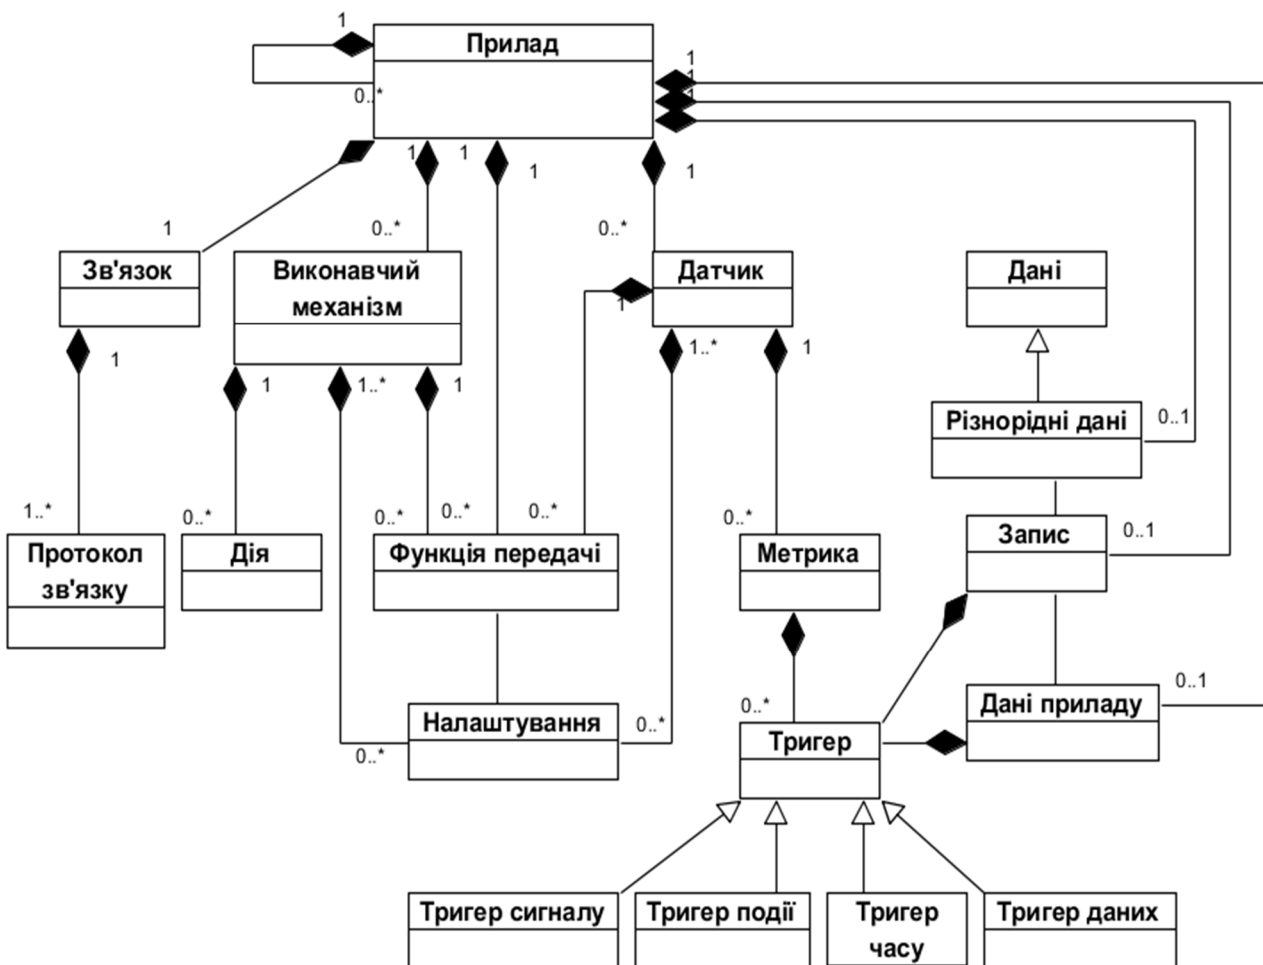 1
Прилад
1
1
1
0..*
1
1
1
1
1
0..*
0..*
Зв'язок
Виконавчий
механізм
Датчик
Дані
1
1
1..*
1
1
1..*
1
Різнорідні дані
0..1
1..*
0..*
0..*
0..*
0..*
0..*
Запис
0..1
Протокол
зв'язку
Дія
Функція передачі
Метрика
0..*
0..1
Налаштування
0..*
Дані приладу
0..*
Тригер
Тригер сигналу
Тригер події
Тригер
часу
Тригер даних